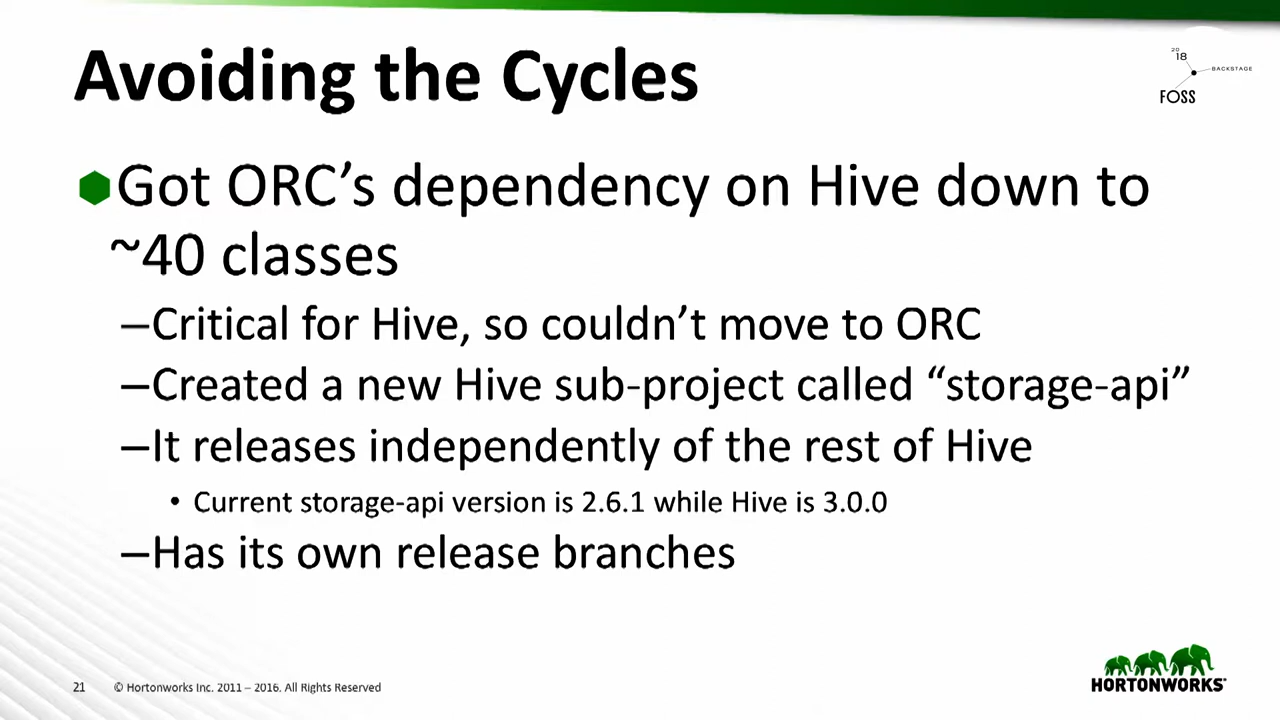 Avoiding the Cycles
20
18
BACKSTAGE
FOSS
Got ORC’s dependency on Hive down to
~40 classes
–Critical for Hive, so couldn’t move to ORC
–Created a new Hive sub-project called “storage-api”
–It releases independently of the rest of Hive
• Current storage-api version is 2.6.1 while Hive is 3.0.0
–Has its own release branches
21 © Hortonworks Inc. 2011 – 2016. All Rights Reserved
HORTONWORKS